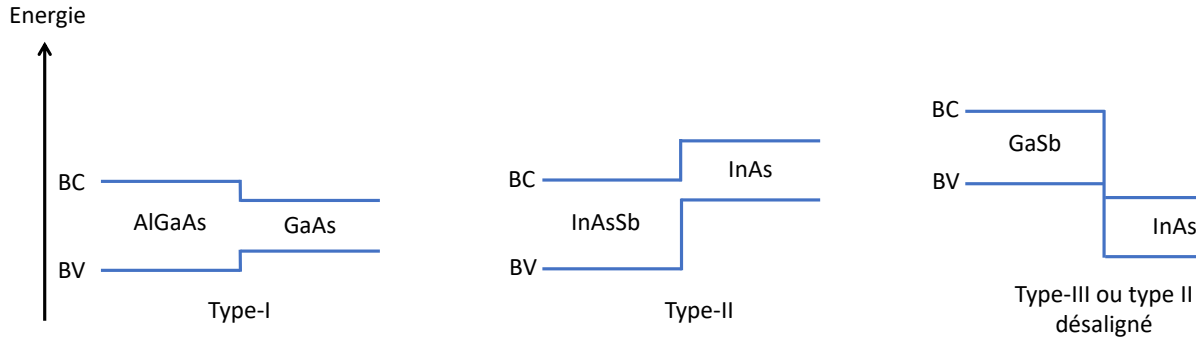 Energie
BC
AlGaAs
GaAs
BV
Type-I
BC
InAs
InAsSb
BV
Type-II
BC
GaSb
BV
InAs
Type-III ou type II
désaligné